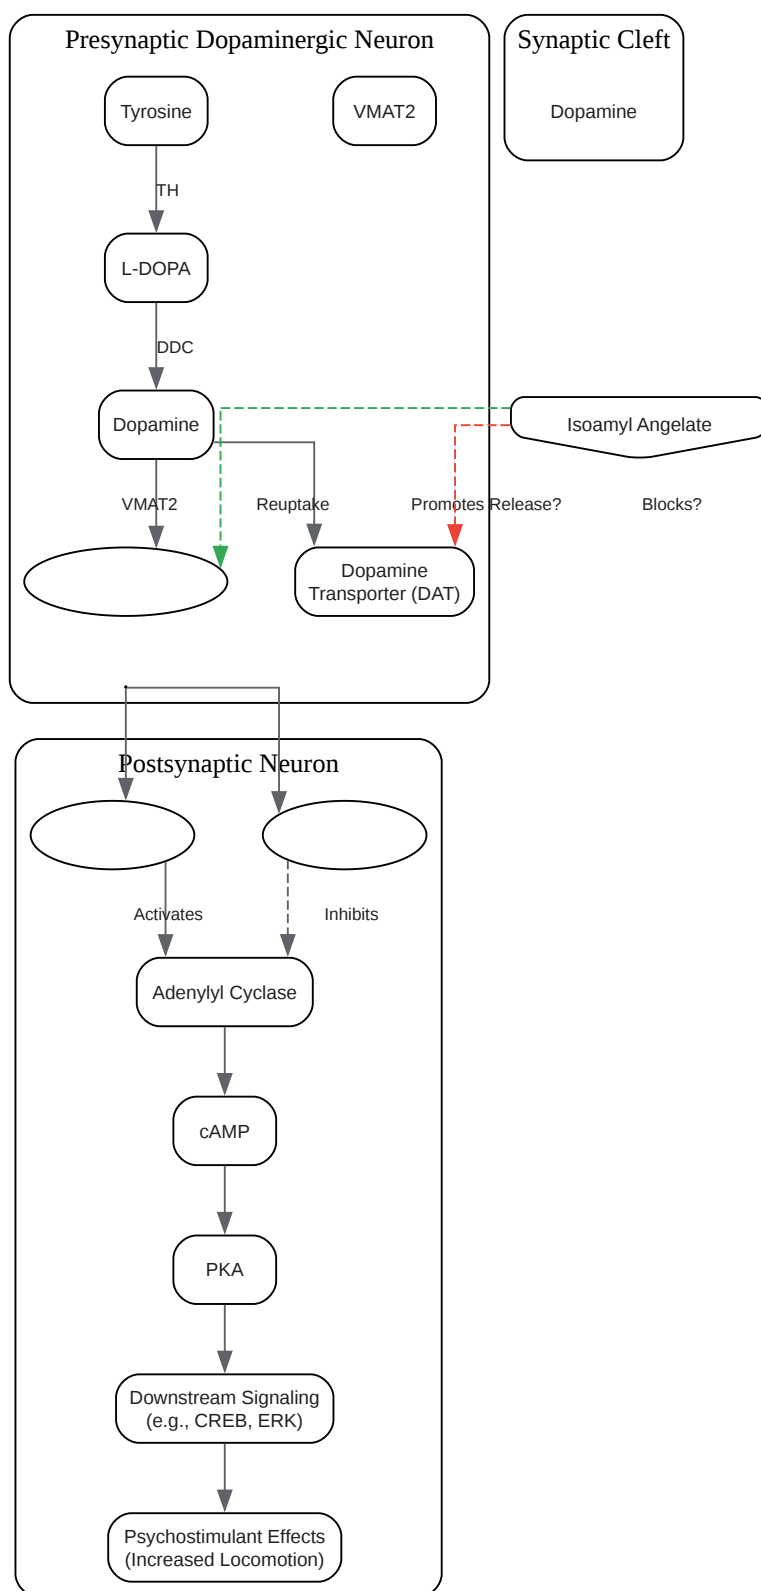 Presynaptic Dopaminergic Neuron
Synaptic Cleft
Tyrosine
VMAT2
Dopamine
TH
L-DOPA
DDC
Dopamine
Isoamyl Angelate
VMAT2
Reuptake
Promotes Release?
Blocks?
Dopamine
Transporter (DAT)
Postsynaptic Neuron
Activates
Inhibits
Adenylyl Cyclase
cAMP
PKA
Downstream Signaling
(e.g., CREB, ERK)
Psychostimulant Effects
(Increased Locomotion)